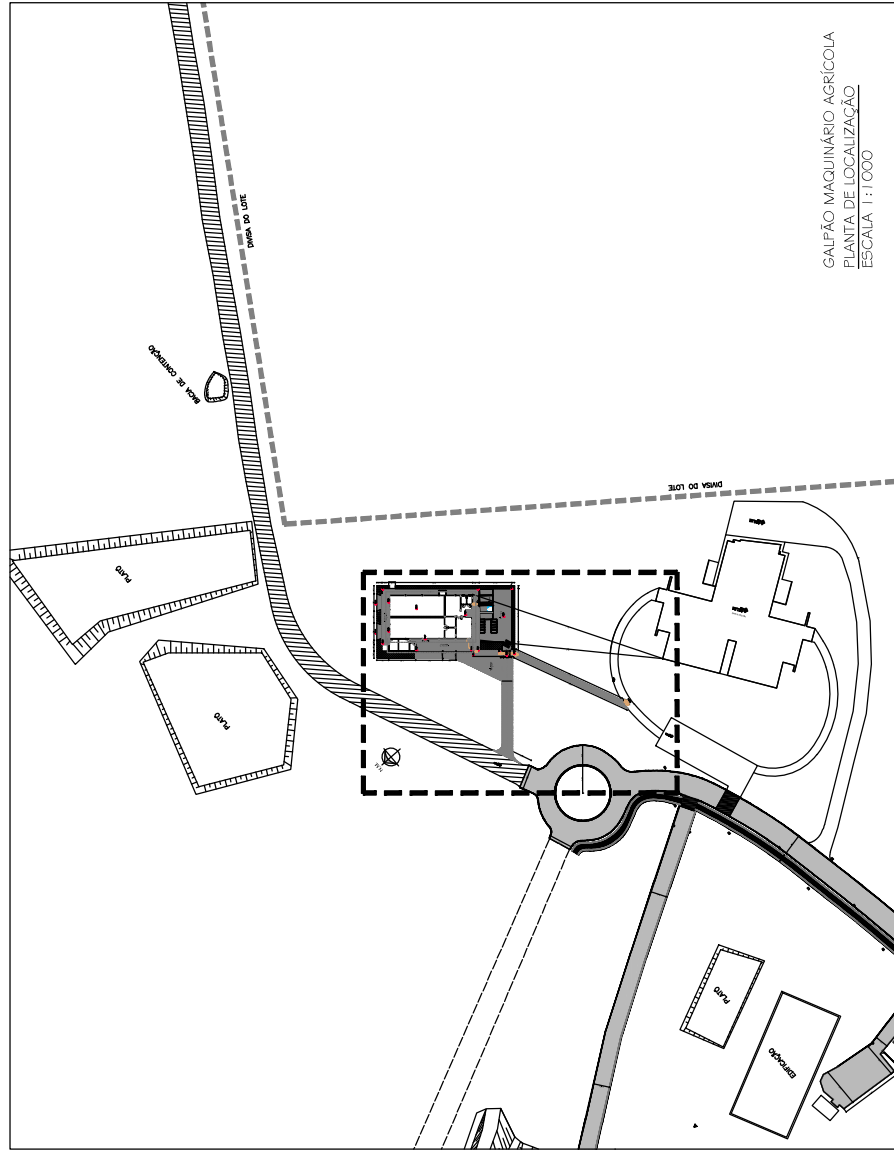 GALPÃO MAQUINÁRIO AGRÍCOLA
PLANTA DE LOCALIZAÇÃO
ESCALA 1:1000
DIVISA DO LOTE
BACIA DE CONTENÇÃO
DIVISA DO LOTE
PLATO
PLATO
N.M
PLATO
EDIFICAÇÃO